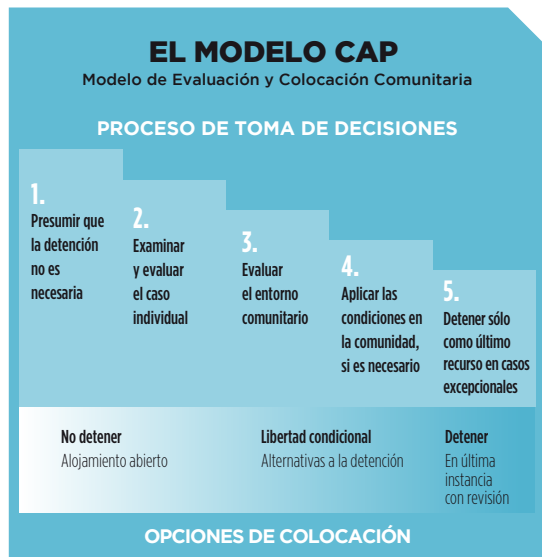 EL MODELO CAP
Modelo de Evaluación y Colocación Comunitaria
PROCESO DE TOMA DE DECISIONES
1.
Presumir que
la detención
no es
necesaria
2.
Examinar
y evaluar
el caso
individual
3.
Evaluar
el entorno
comunitario
4.
Aplicar las
condiciones en
la comunidad,
si es necesario
5.
Detener sólo
como último
recurso en casos
excepcionales
No detener
Alojamiento abierto
Libertad condicional
Alternativas a la detención
Detener
En última
instancia
con revisión
OPCIONES DE COLOCACIÓN